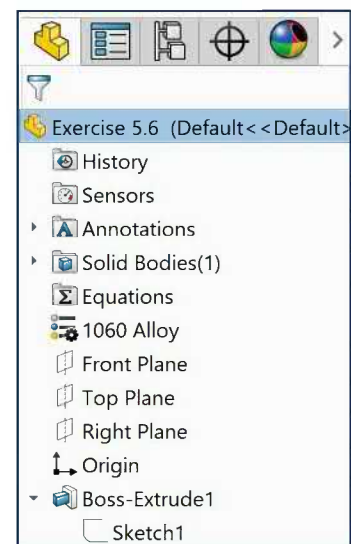 Exercise 5.6 (Default<<Default>
History
Sensors
Annotations
Solid Bodies(1)
Equations
1060 Alloy
Front Plane
Top Plane
Right Plane
Origin
Boss-Extrude1
Sketch1